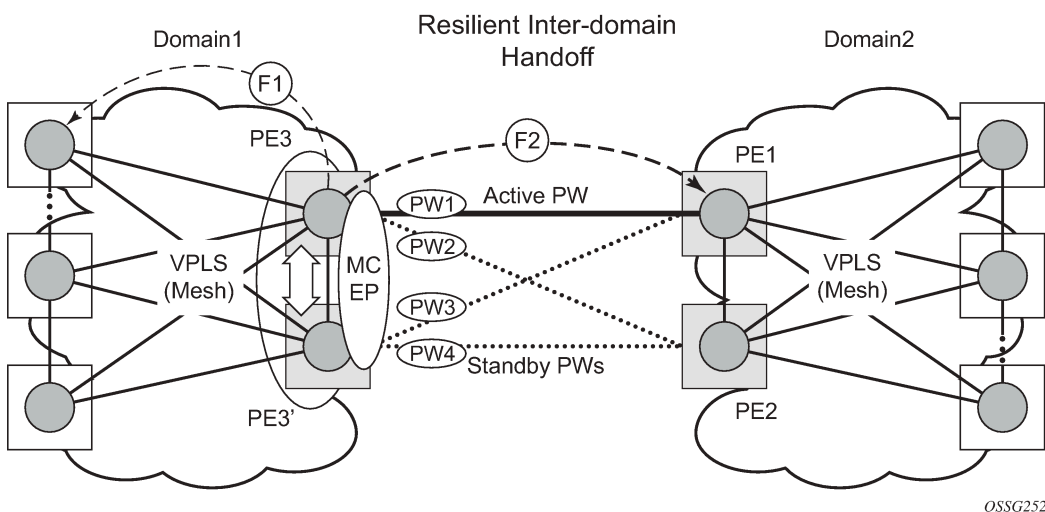 Resilient Inter-domain
Handoff
Domain1
Domain2
F1
PE3
F2
PE1
Active PW
PW1
PW2
VPLS
(Mesh)
MC
EP
VPLS
(Mesh)
PW3
PW4
Standby PWs
PE3'
PE2
OSSG252